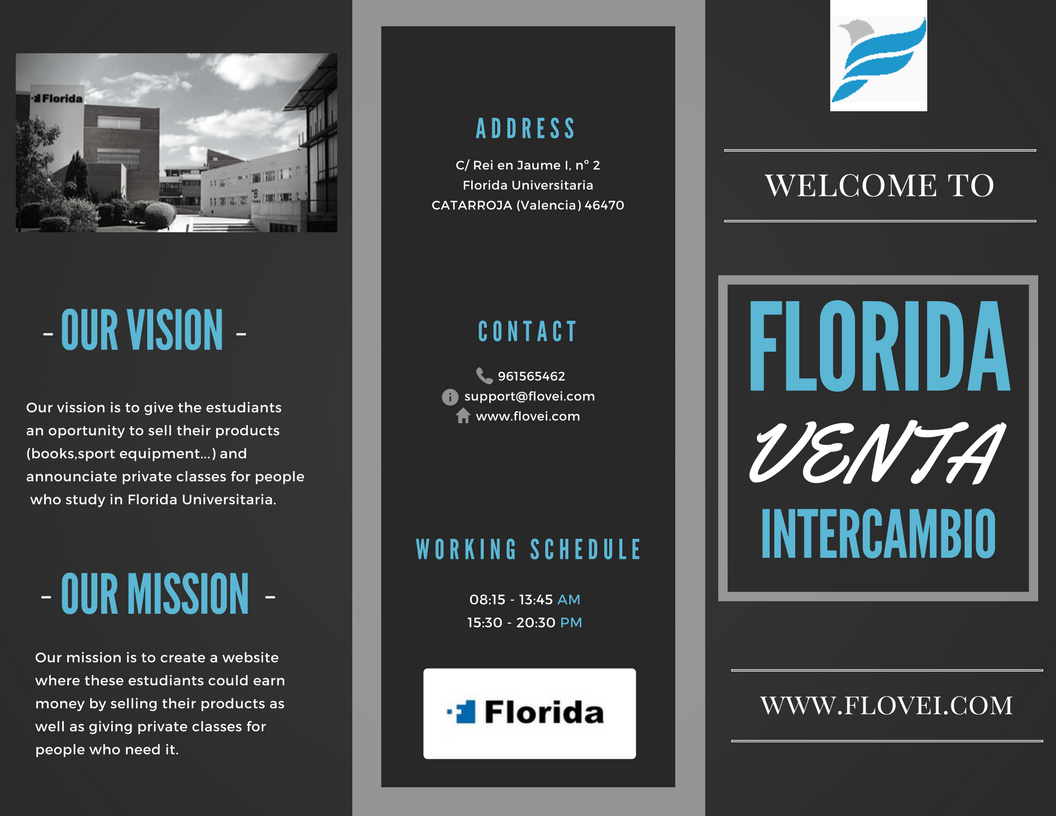 Florida
- OUR VISION -
Our vission is to give the estudiants
an oportunity to sell their products
(books,sport equipment...) and
announciate private classes for people
who study in Florida Universitaria.
- OUR MISSION -
Our mission is to create a website
where these estudiants could earn
money by selling their products as
well as giving private classes for
people who need it.
ADDRESS
C/ Rei en Jaume I, nº 2
Florida Universitaria
CATARROJA (Valencia) 46470
CONTACT
961565462
support@flovei.com
www.flovei.com
WORKING SCHEDULE
08:15 - 13:45 AM
15:30 - 20:30 PM
Florida
WELCOME TO
FLORIDA
VENTA
INTERCAMBIO
WWW.FLOVEI.COM